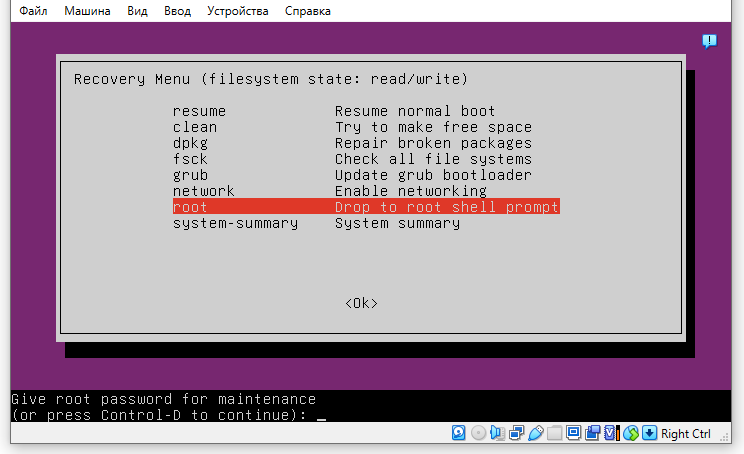 Файл Машина Вид Ввод Устройства Справка
Recovery Menu (filesystem state: read/write)
resume Resume normal boot
clean Try to make free space
dpkg Repair broken packages
fsck Check all file systems
grub Update grub bootloader
network Enable networking
root Drop to root shell prompt
system-summary System summary
<Ok>
Give root password for maintenance
(or press Control-D to continue): _
Right Ctrl